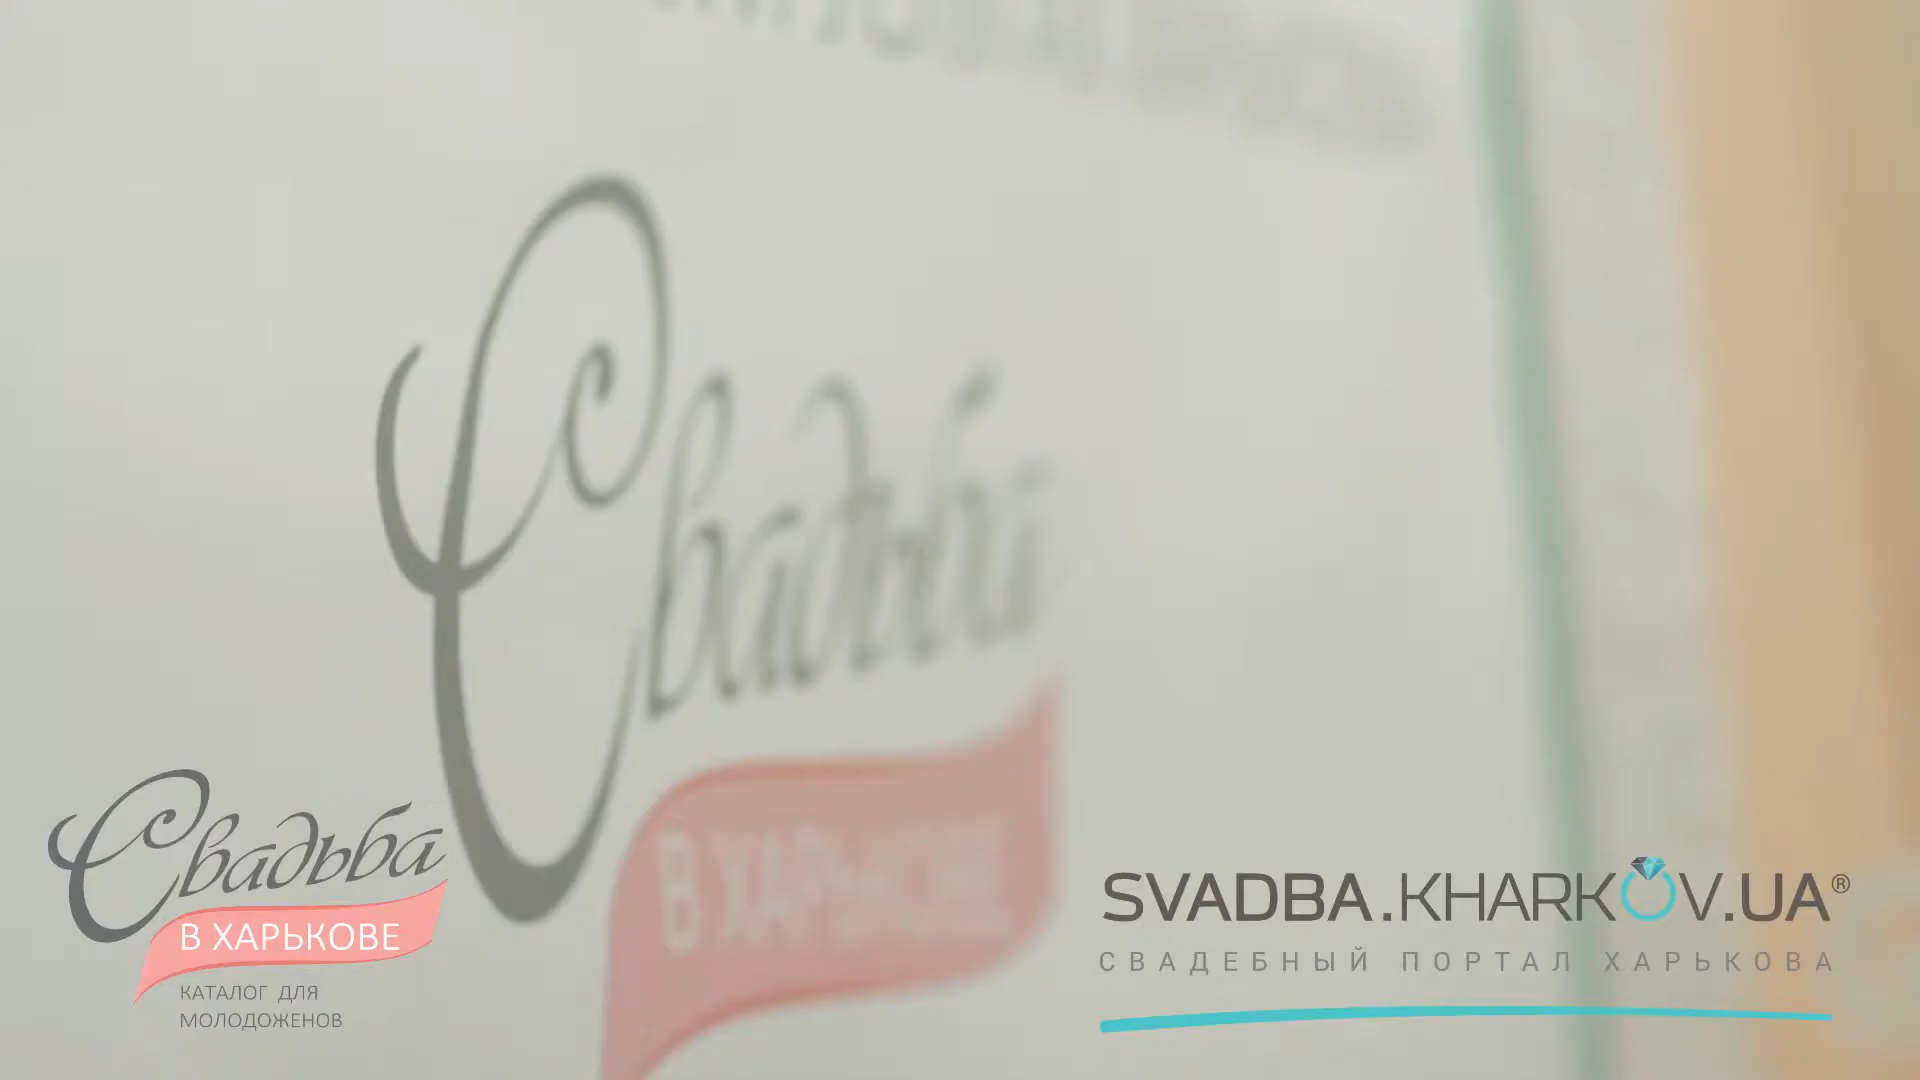 Свадьба
В ХАРЬКОВЕ
Свадьба
В ХАРЬКОВЕ
КАТАЛОГ ДЛЯ
МОЛОДОЖЕНОВ
SVADBA.KHARKOV.UA®
СВАДЕБНЫЙ ПОРТАЛ ХАРЬКОВА